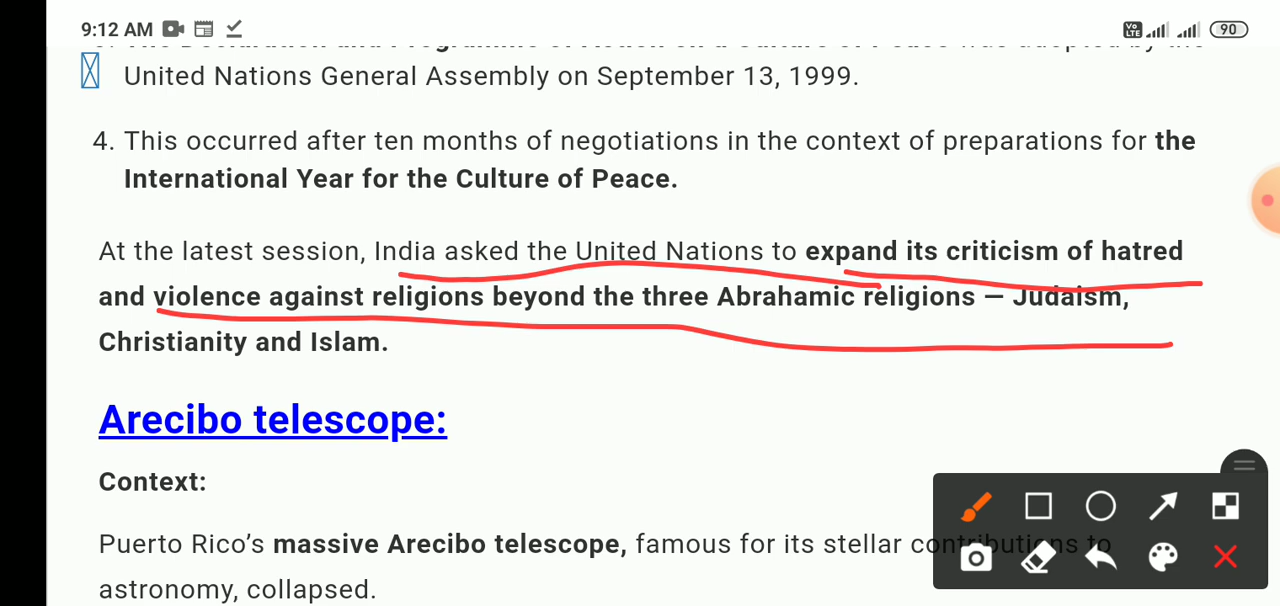 9:12 AM
Vo LTE
90
United Nations General Assembly on September 13, 1999.
4. This occurred after ten months of negotiations in the context of preparations for the
International Year for the Culture of Peace.
At the latest session, India asked the United Nations to expand its criticism of hatred
and violence against religions beyond the three Abrahamic religions — Judaism,
Christianity and Islam.
Arecibo telescope:
Context:
Puerto Rico’s massive Arecibo telescope, famous for its stellar contributions to
astronomy, collapsed.